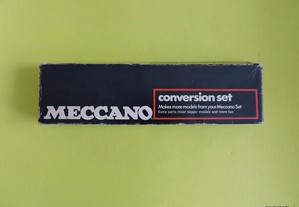 conversion set
Makes more models from your Meccano Set
Extra parts mean bigger models and more fun
MECCANO